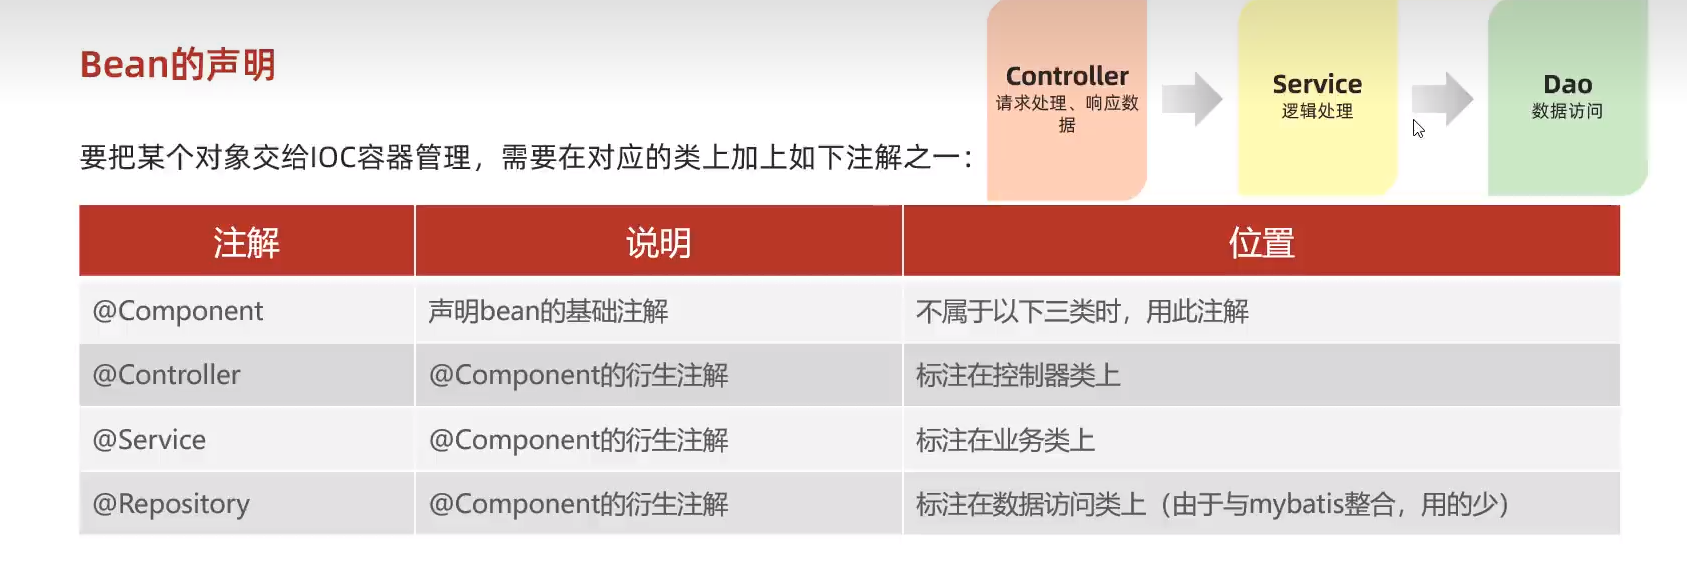 Bean的声明
Controller
请求处理、响应数
据
Service
逻辑处理
Dao
数据访问
要把某个对象交给IOC容器管理，需要在对应的类上加上如下注解之一：
注解 说明 位置
@Component 声明bean的基础注解 不属于以下三类时，用此注解
@Controller @Component的衍生注解 标注在控制器类上
@Service @Component的衍生注解 标注在业务类上
@Repository @Component的衍生注解 标注在数据访问类上（由于与mybatis整合，用的少）